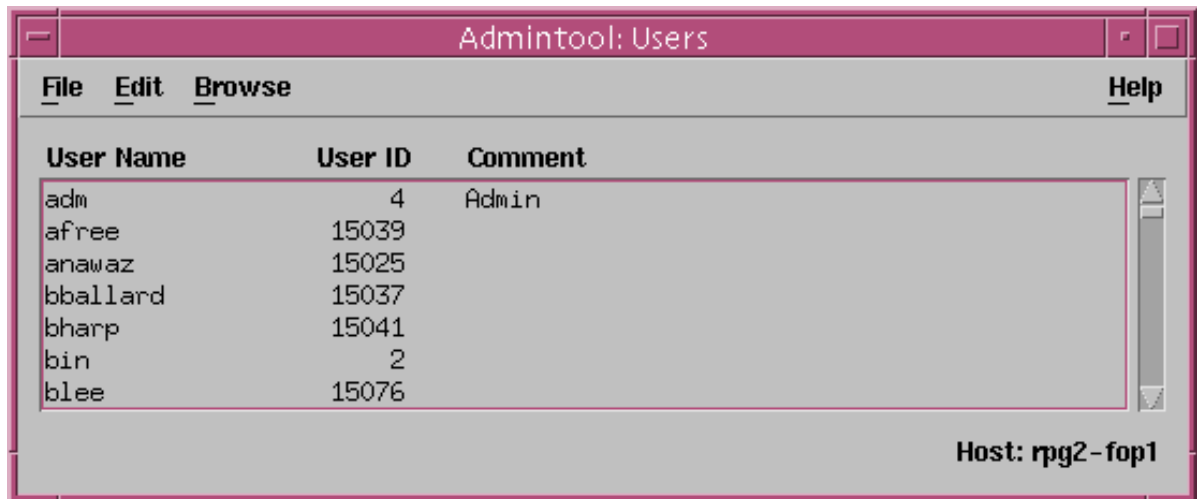 Admintool: Users
File Edit Browse Help
User Name User ID Comment
adm 4 Admin
afree 15039
anawaz 15025
bballard 15037
bharp 15041
bin 2
blee 15076
Host: rpg2-fop1